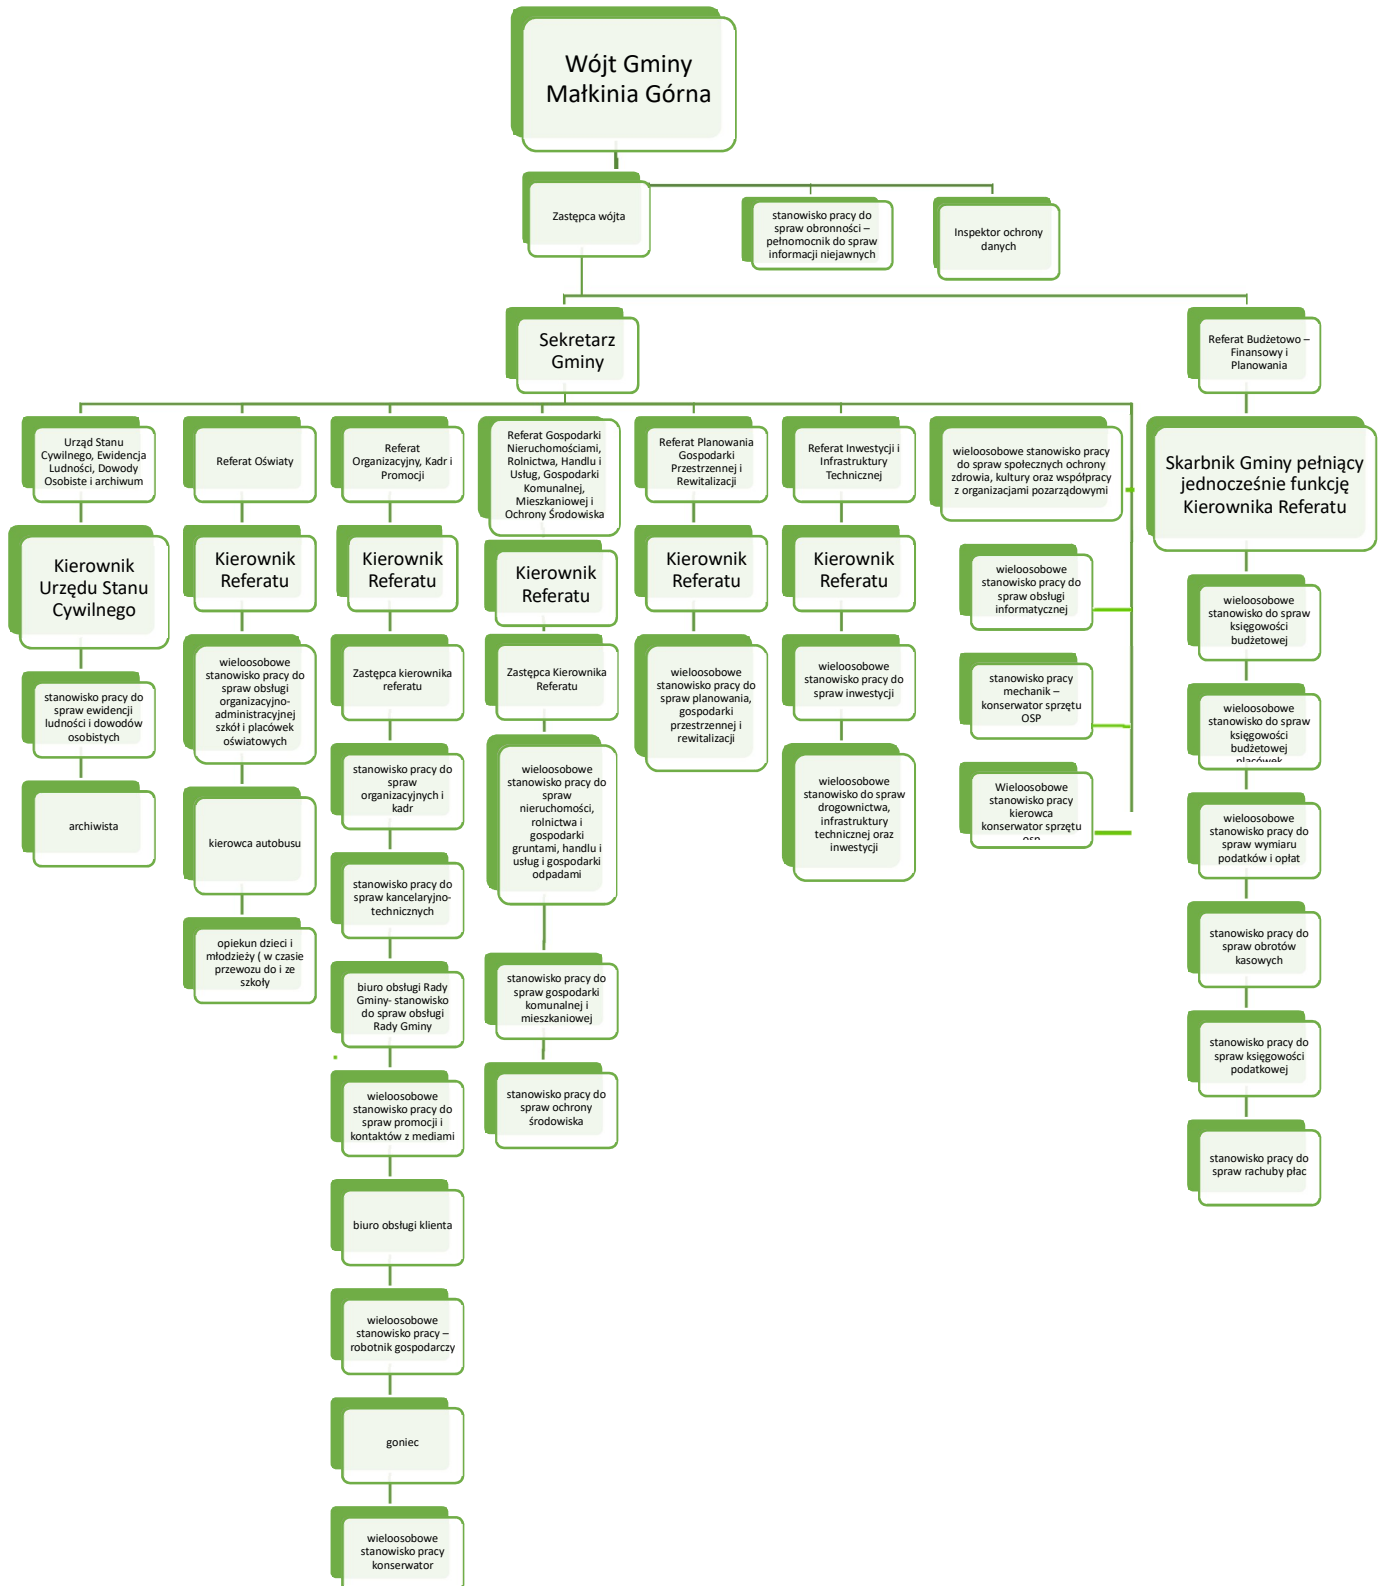 Wójt Gminy
Małkinia Górna
Zastępca wójta
stanowisko pracy do
spraw obronności –
pełnomocnik do spraw
informacji niejawnych
Inspektor ochrony
danych
Sekretarz
Gminy
Referat Budżetowo –
Finansowy i
Planowania
Urząd Stanu
Cywilnego, Ewidencja
Ludności, Dowody
Osobiste i archiwum
Kierownik
Urzędu Stanu
Cywilnego
stanowisko pracy do
spraw ewidencji
ludności i dowodów
osobistych
archiwista
Referat Oświaty
Kierownik
Referatu
wieloosobowe
stanowisko pracy do
spraw obsługi
organizacyjno-
administracyjnej
szkół i placówek
oświatowych
kierowca autobusu
opiekun dzieci i
młodzieży ( w czasie
przewozu do i ze
szkoły
Referat
Organizacyjny, Kadr i
Promocji
Kierownik
Referatu
Zastępca kierownika
referatu
stanowisko pracy do
spraw
organizacyjnych i
kadr
stanowisko pracy do
spraw kancelaryjno-
technicznych
biuro obsługi Rady
Gminy- stanowisko
do spraw obsługi
Rady Gminy
wieloosobowe
stanowisko pracy do
spraw promocji i
kontaktów z mediami
biuro obsługi klienta
wieloosobowe
stanowisko pracy –
robotnik gospodarczy
goniec
wieloosobowe
stanowisko pracy
konserwator
Referat Gospodarki
Nieruchomościami,
Rolnictwa, Handlu i
Usług, Gospodarki
Komunalnej,
Mieszkaniowej i
Ochrony Środowiska
Kierownik
Referatu
Zastępca Kierownika
Referatu
wieloosobowe
stanowisko pracy do
spraw
nieruchomości,
rolnictwa i
gospodarki
gruntami, handlu i
usług i gospodarki
odpadami
stanowisko pracy do
spraw gospodarki
komunalnej i
mieszkaniowej
stanowisko pracy do
spraw ochrony
środowiska
Referat Planowania
Gospodarki
Przestrzennej i
Rewitalizacji
Kierownik
Referatu
wieloosobowe
stanowisko pracy do
spraw planowania,
gospodarki
przestrzennej i
rewitalizacji
Referat Inwestycji i
Infrastruktury
Technicznej
Kierownik
Referatu
wieloosobowe
stanowisko pracy do
spraw inwestycji
wieloosobowe
stanowisko do spraw
drogownictwa,
infrastruktury
technicznej oraz
inwestycji
wieloosobowe stanowisko pracy
do spraw społecznych ochrony
zdrowia, kultury oraz współpracy
z organizacjami pozarządowymi
wieloosobowe
stanowisko pracy do
spraw obsługi
informatycznej
stanowisko pracy
mechanik –
konserwator sprzętu
OSP
Wieloosobowe
stanowisko pracy
kierowca
konserwator sprzętu
osp
Skarbnik Gminy pełniący
jednocześnie funkcję
Kierownika Referatu
wieloosobowe
stanowisko do spraw
księgowości
budżetowej
wieloosobowe
stanowisko do spraw
księgowości
budżetowej
placówek
wieloosobowe
stanowisko pracy do
spraw wymiaru
podatków i opłat
stanowisko pracy do
spraw obrotów
kasowych
stanowisko pracy do
spraw księgowości
podatkowej
stanowisko pracy do
spraw rachuby płac